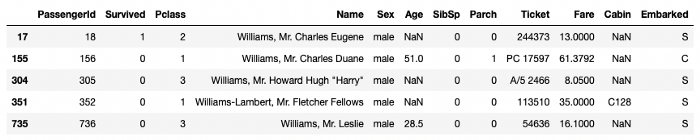 PassengerId Survived Pclass Name Sex Age SibSp Parch Ticket Fare Cabin Embarked
17 18 1 2 Williams, Mr. Charles Eugene male NaN 0 0 244373 13.0000 NaN S
155 156 0 1 Williams, Mr. Charles Duane male 51.0 0 1 PC 17597 61.3792 NaN C
304 305 0 3 Williams, Mr. Howard Hugh "Harry" male NaN 0 0 A/5 2466 8.0500 NaN S
351 352 0 1 Williams-Lambert, Mr. Fletcher Fellows male NaN 0 0 113510 35.0000 C128 S
735 736 0 3 Williams, Mr. Leslie male 28.5 0 0 54636 16.1000 NaN S